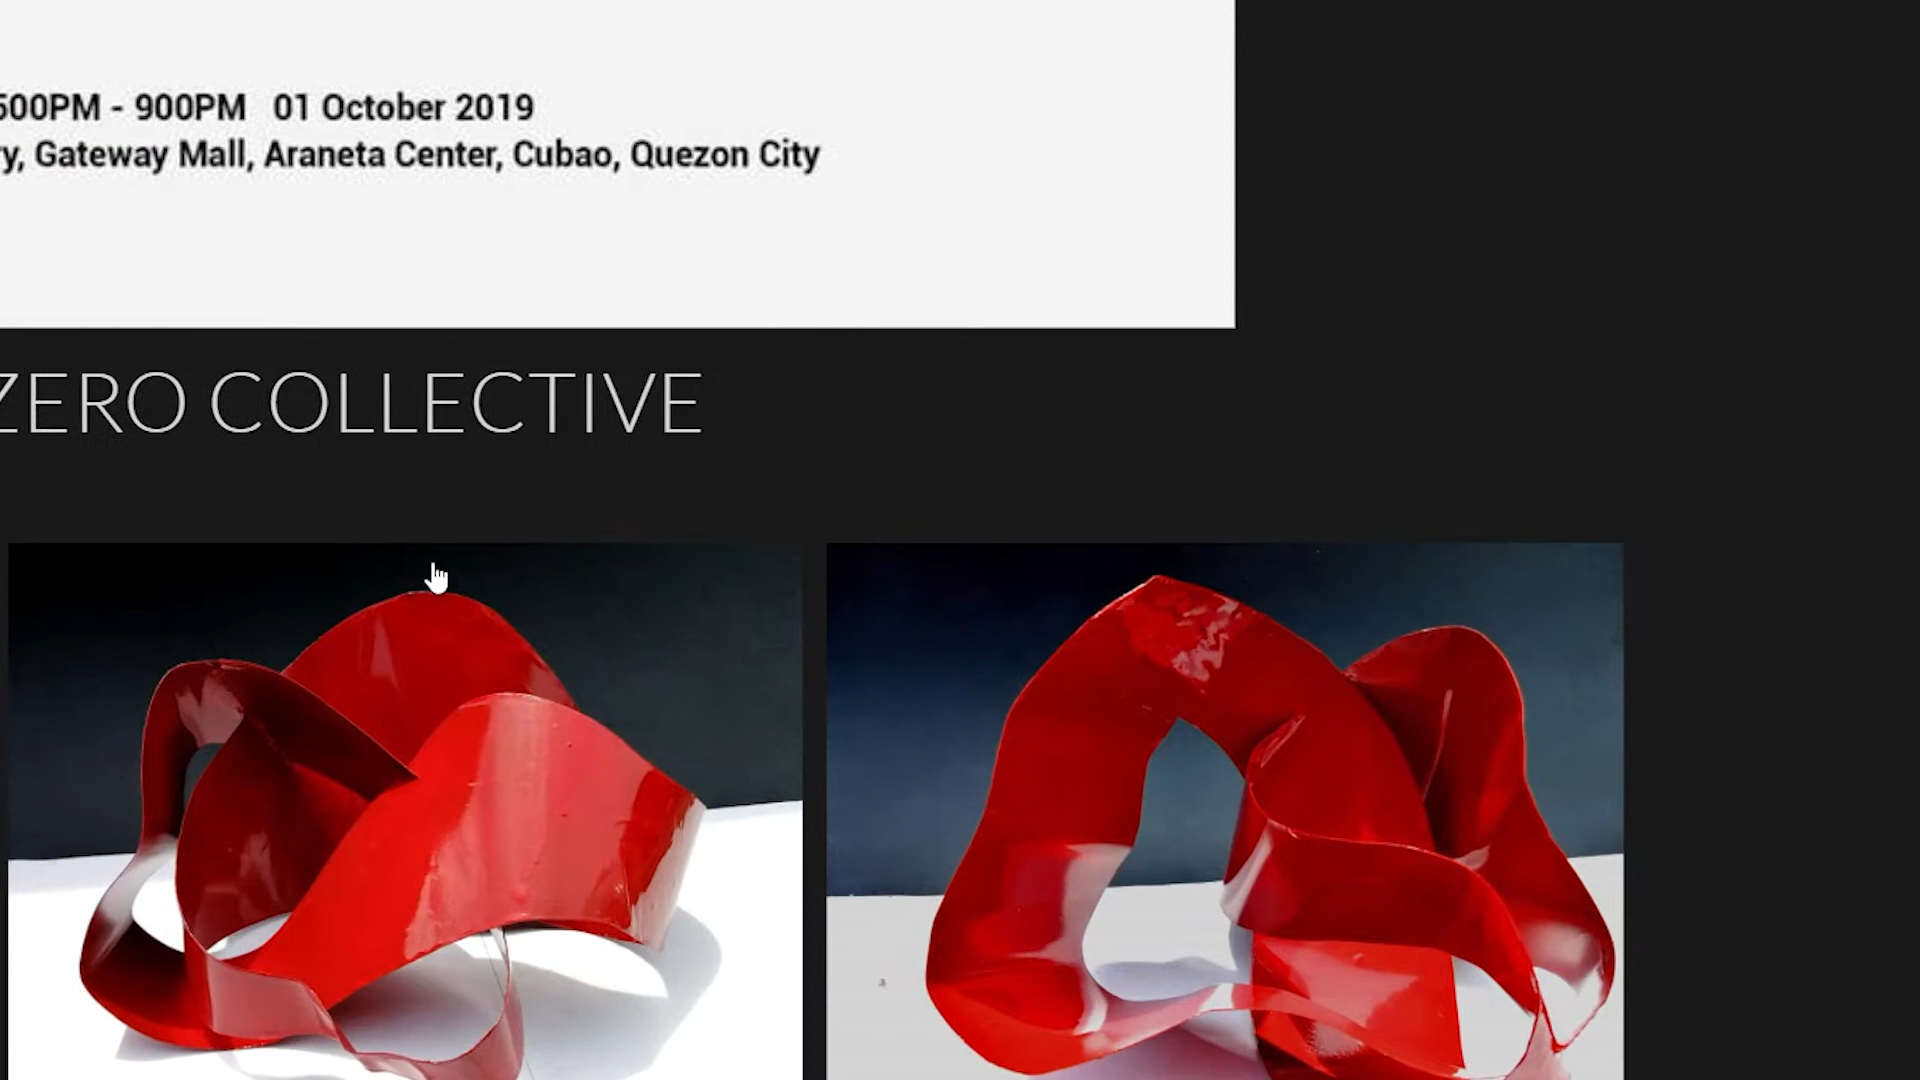 500PM - 900PM 01 October 2019
Gateway Mall, Araneta Center, Cubao, Quezon City
ZERO COLLECTIVE